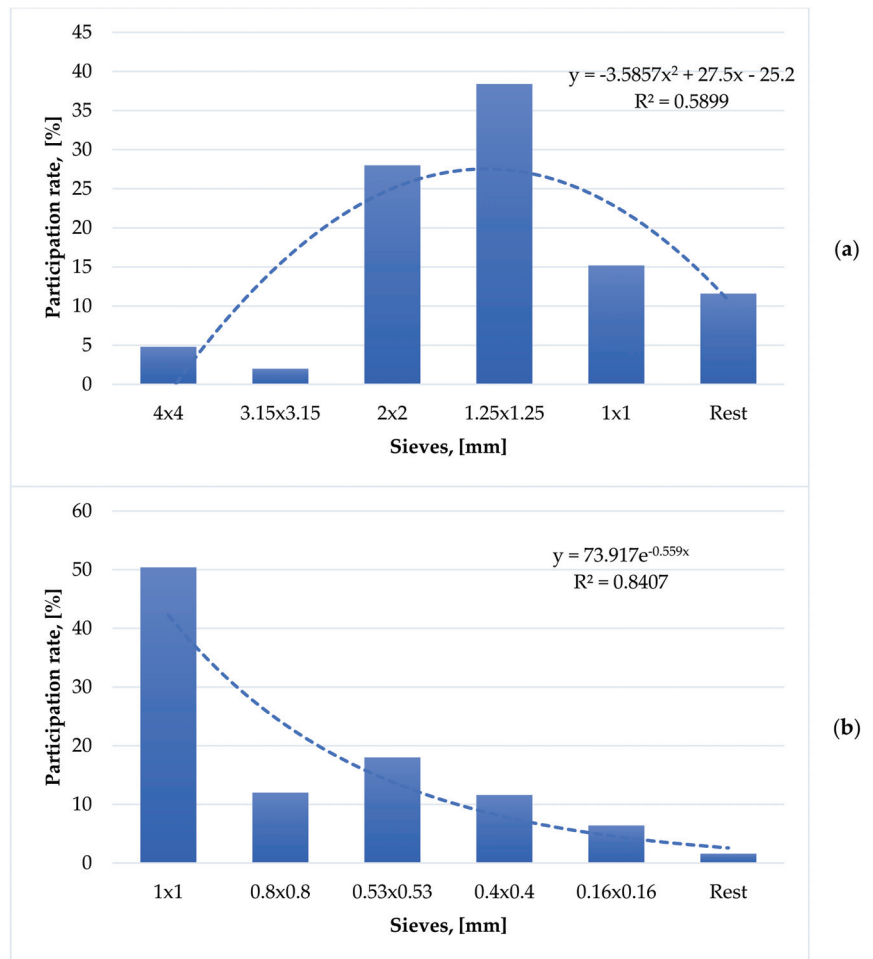 45
40
35
30
25
20
15
10
5
0
Participation rate, [%]
y = -3.5857x² + 27.5x - 25.2
R² = 0.5899
4x4 3.15x3.15 2x2 1.25x1.25 1x1 Rest
Sieves, [mm]
(a)
60
50
40
30
20
10
0
Participation rate, [%]
y = 73.917e⁻⁰·⁵⁵⁹ˣ
R² = 0.8407
1x1 0.8x0.8 0.53x0.53 0.4x0.4 0.16x0.16 Rest
Sieves, [mm]
(b)